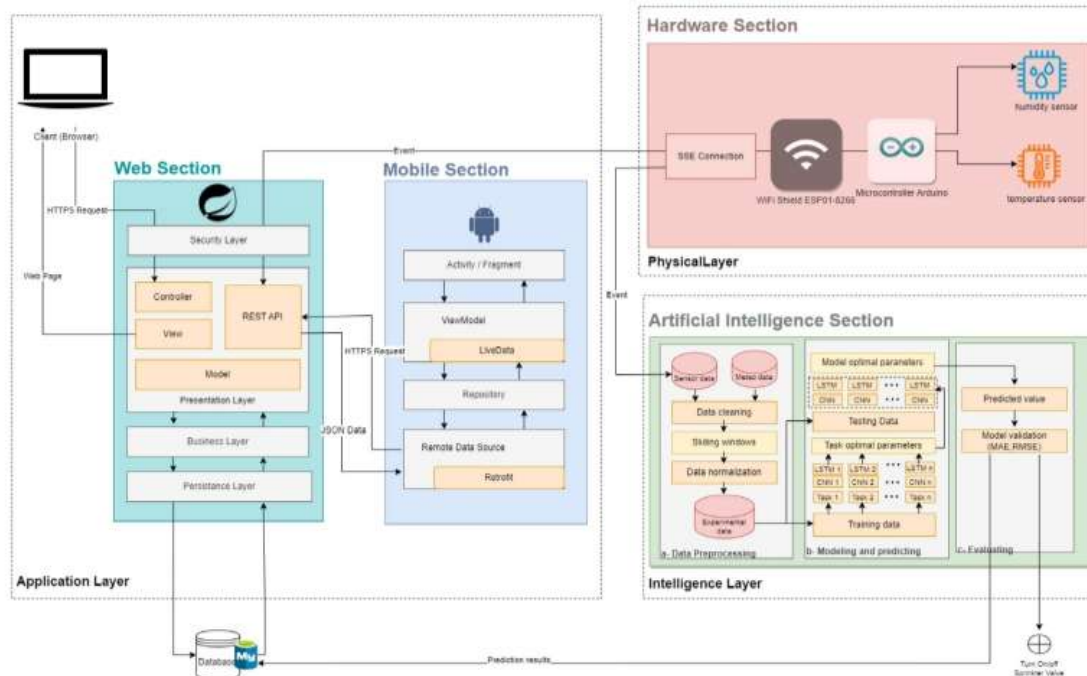 Hardware Section
humidity sensor
SSE Connection
WiFi Shield ESP01-8266
Microcontroller Arduino
temperature sensor
PhysicalLayer
Client (Browser)
Event
Web Section
Mobile Section
HTTPS Request
Security Layer
Web Page
Controller
View
REST API
Model
Presentation Layer
Business Layer
Persistance Layer
Activity / Fragment
ViewModel
LiveData
HTTPS Request
Repository
JSON Data
Remote Data Source
Retrofit
Application Layer
Event
Artificial Intelligence Section
Sensor data
Data cleaning
Sliding windows
Data normalization
Experimental
data
a- Data Preprocessing
Model optimal parameters
LSTM LSTM ••• LSTM
CNN CNN ••• CNN
Testing Data
Task optimal parameters
LSTM 1 LSTM 2 ••• LSTM n
CNN 1 CNN 2 ••• CNN n
Task 1 Task 2 ••• Task n
Training data
b- Modeling and predicting
Predicted value
Model validation
(MAE,RMSE)
c- Evaluating
Intelligence Layer
Database
My
Prediction results
Turn On/off
Sprinkler Valve